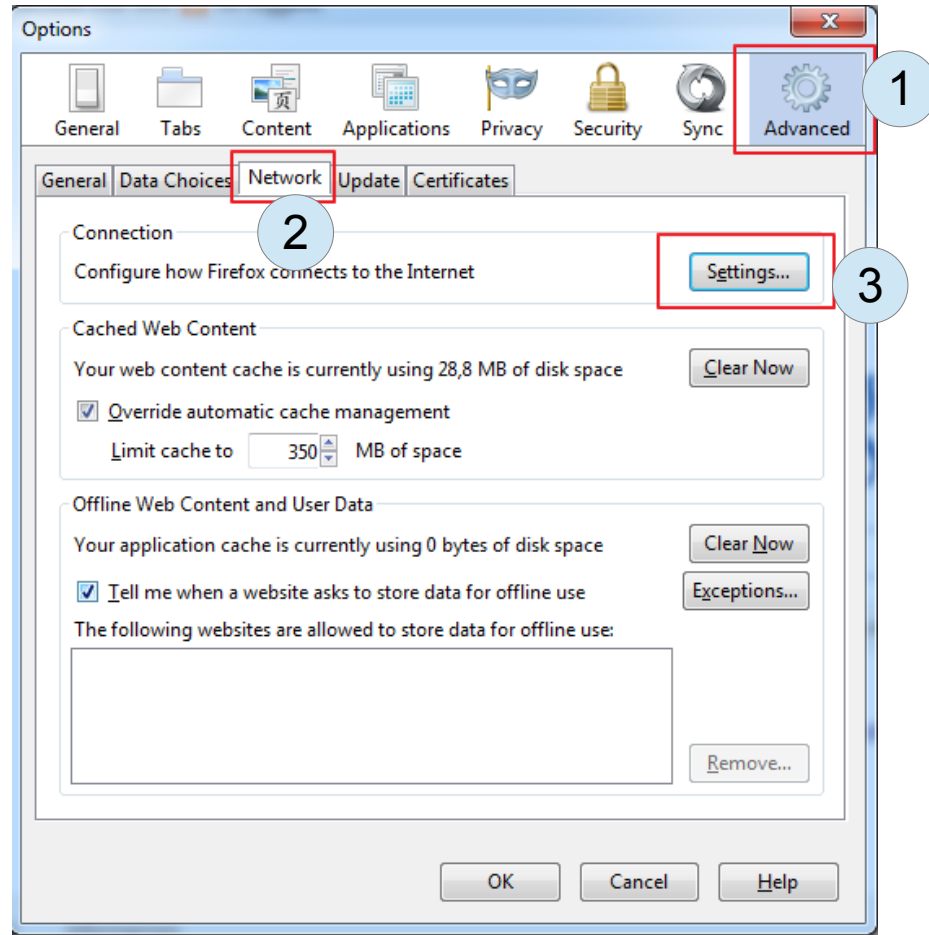 Options
X
General Tabs Content Applications Privacy Security Sync Advanced
页
1
General Data Choices Network Update Certificates
2
Connection
Configure how Firefox connects to the Internet Settings...
3
Cached Web Content
Your web content cache is currently using 28,8 MB of disk space Clear Now
Override automatic cache management
Limit cache to 350 MB of space
Offline Web Content and User Data
Your application cache is currently using 0 bytes of disk space Clear Now
Tell me when a website asks to store data for offline use Exceptions...
The following websites are allowed to store data for offline use:
Remove...
OK Cancel Help